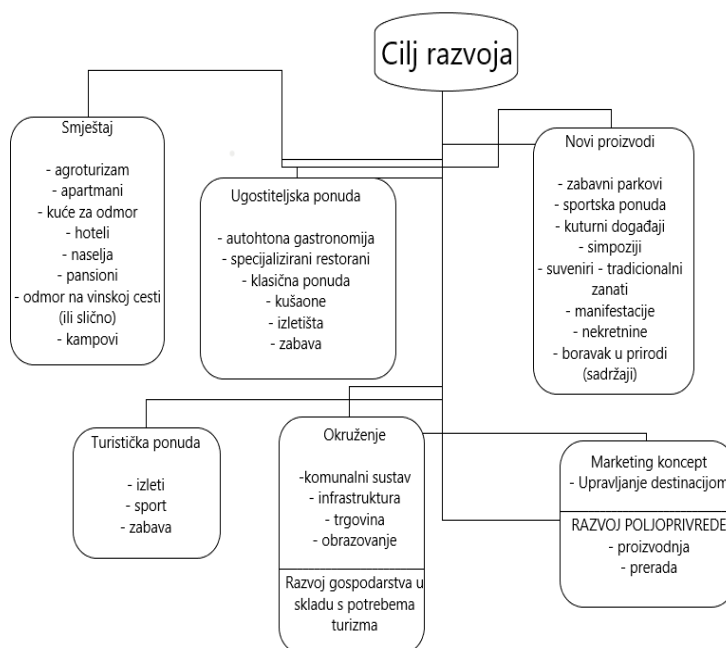 Cilj razvoja
Smještaj
- agroturizam
- apartmani
- kuće za odmor
- hoteli
- naselja
- pansioni
- odmor na vinskoj cesti
(ili slično)
- kampovi
Ugostiteljska ponuda
- autohtona gastronomija
- specijalizirani restorani
- klasična ponuda
- kušaone
- izletišta
- zabava
Novi proizvodi
- zabavni parkovi
- sportska ponuda
- kuturni događaji
- simpoziji
- suveniri - tradicionalni
zanati
- manifestacije
- nekretnine
- boravak u prirodi
(sadržaji)
Turistička ponuda
- izleti
- sport
- zabava
Okruženje
-komunalni sustav
- infrastruktura
- trgovina
- obrazovanje
Razvoj gospodarstva u
skladu s potrebema
turizma
Marketing koncept
- Upravljanje destinacijom
RAZVOJ POLJOPRIVREDE
- proizvodnja
- prerada